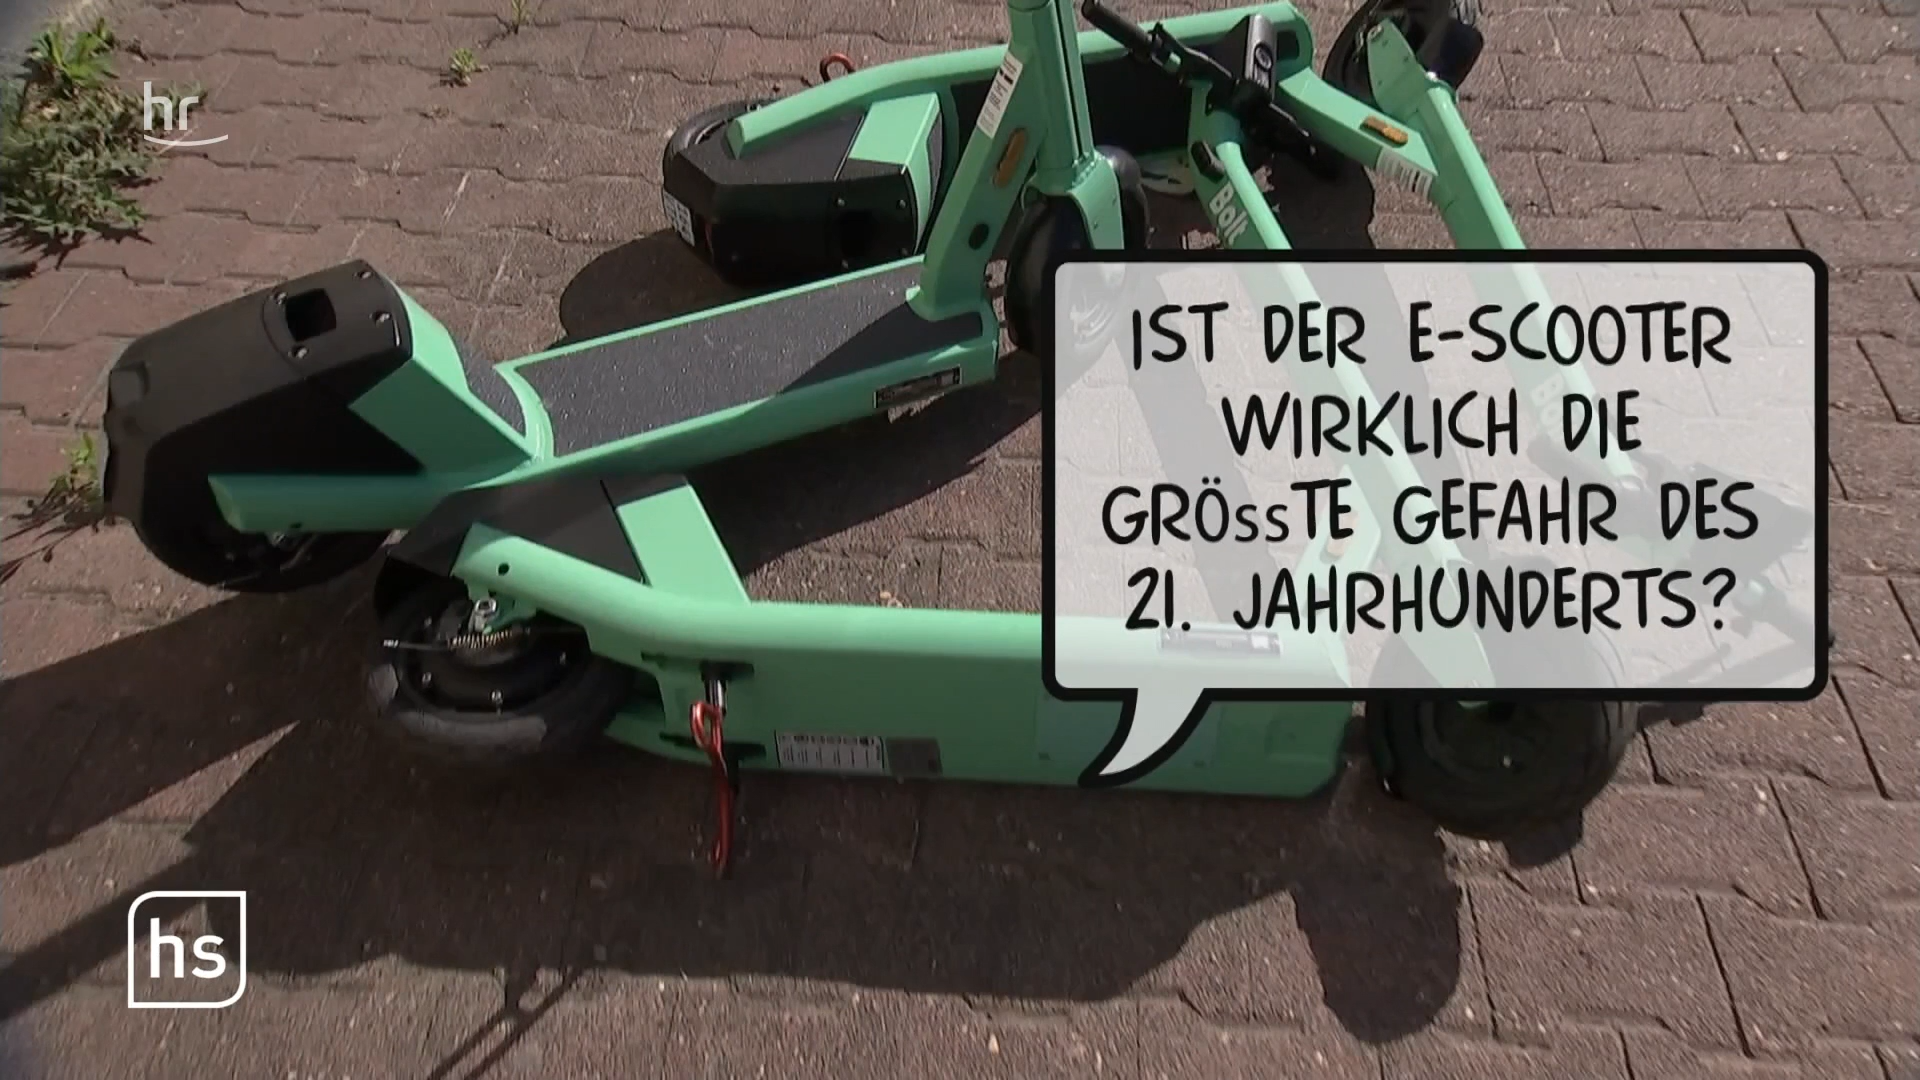 hr
Bolt
IST DER E-SCOOTER
WIRKLICH DIE
GRÖssTE GEFAHR DES
21. JAHRHUNDERTS?
hs